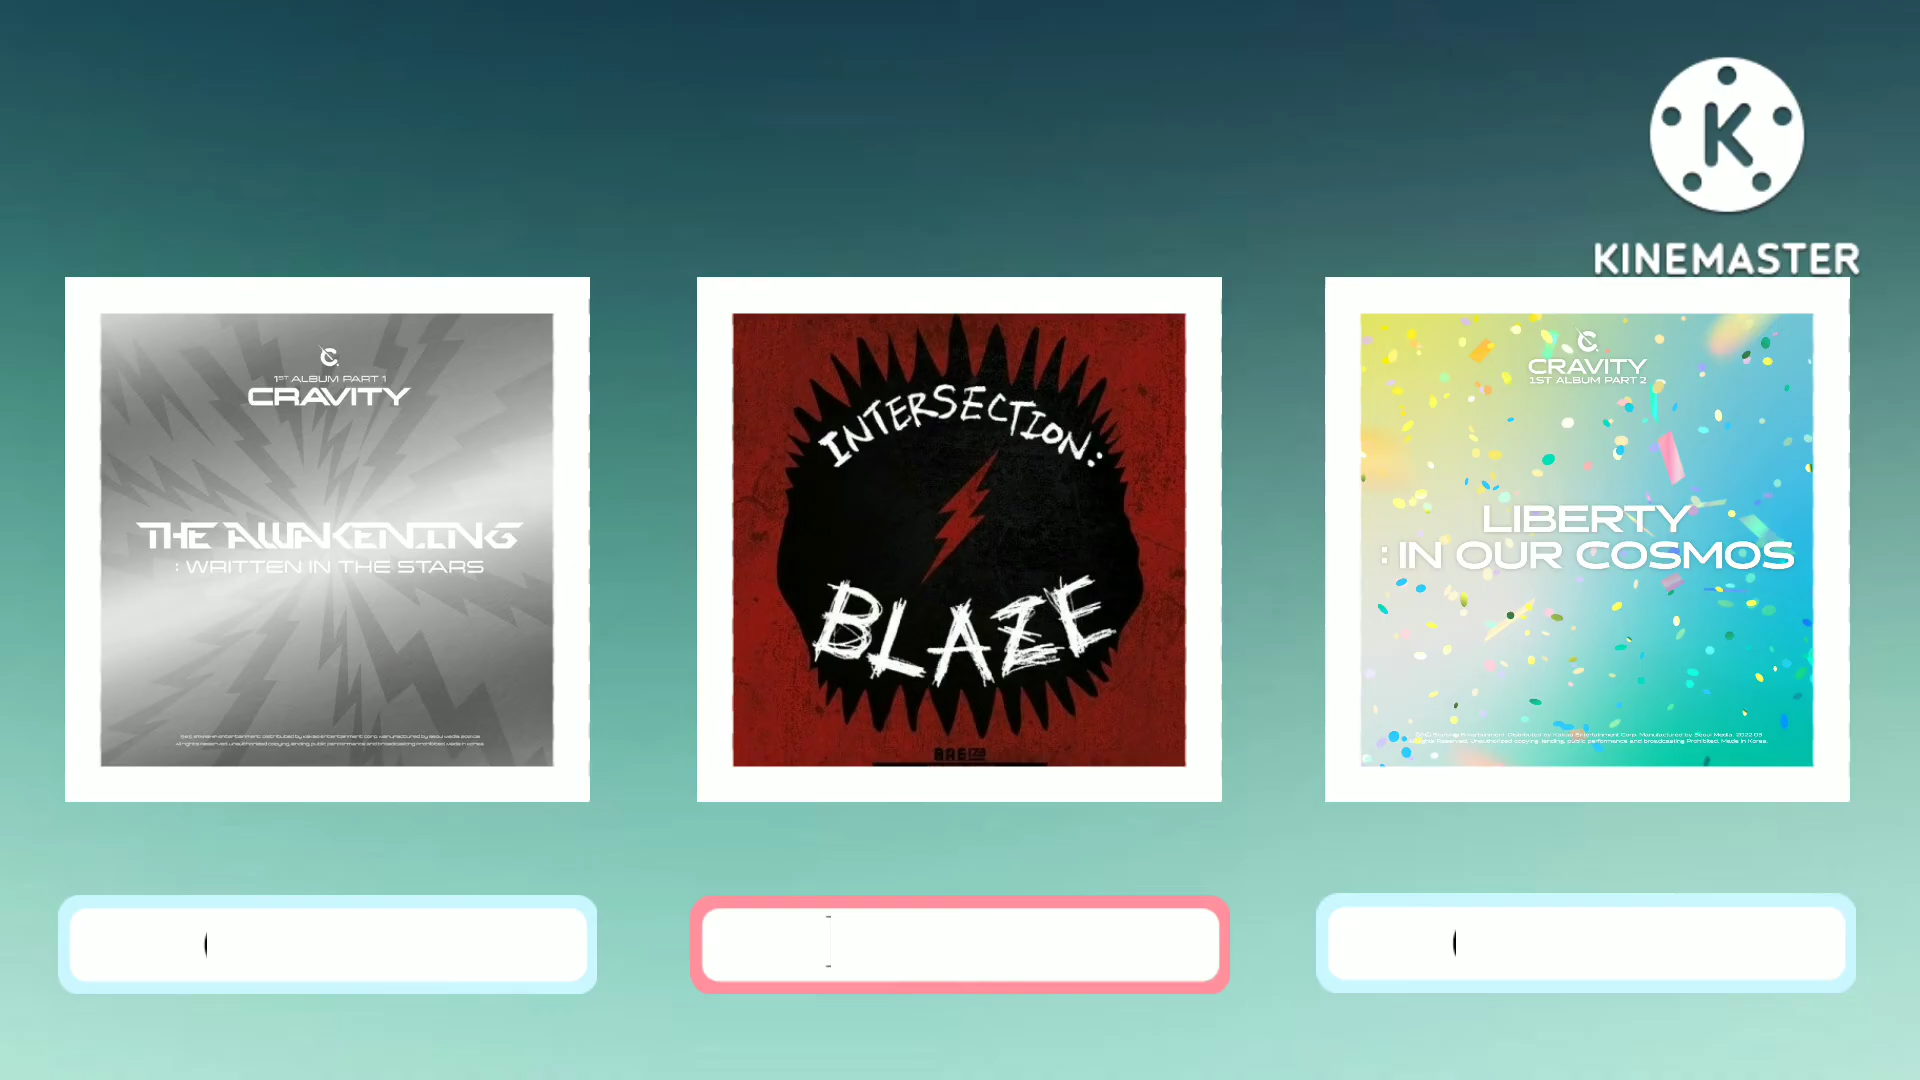 K
KINEMASTER
C
1ST ALBUM PART 1
CRAVITY
THE AWAKENING
: WRITTEN IN THE STARS
INTERSECTION:
BLAZE
C
CRAVITY
1ST ALBUM PART 2
LIBERTY
: IN OUR COSMOS